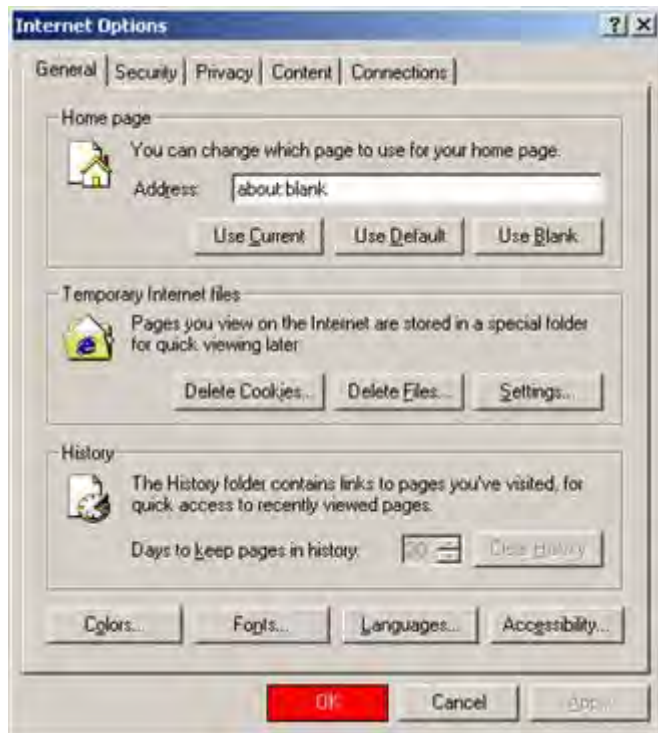 Internet Options
General Security Privacy Content Connections
Home page
You can change which page to use for your home page.
Address: about:blank
Use Current Use Default Use Blank
Temporary Internet files
Pages you view on the Internet are stored in a special folder
for quick viewing later
Delete Cookies... Delete Files... Settings...
History
The History folder contains links to pages you've visited, for
quick access to recently viewed pages.
Days to keep pages in history: 20 Clear History
Colors... Fonts... Languages... Accessibility...
OK Cancel Apply